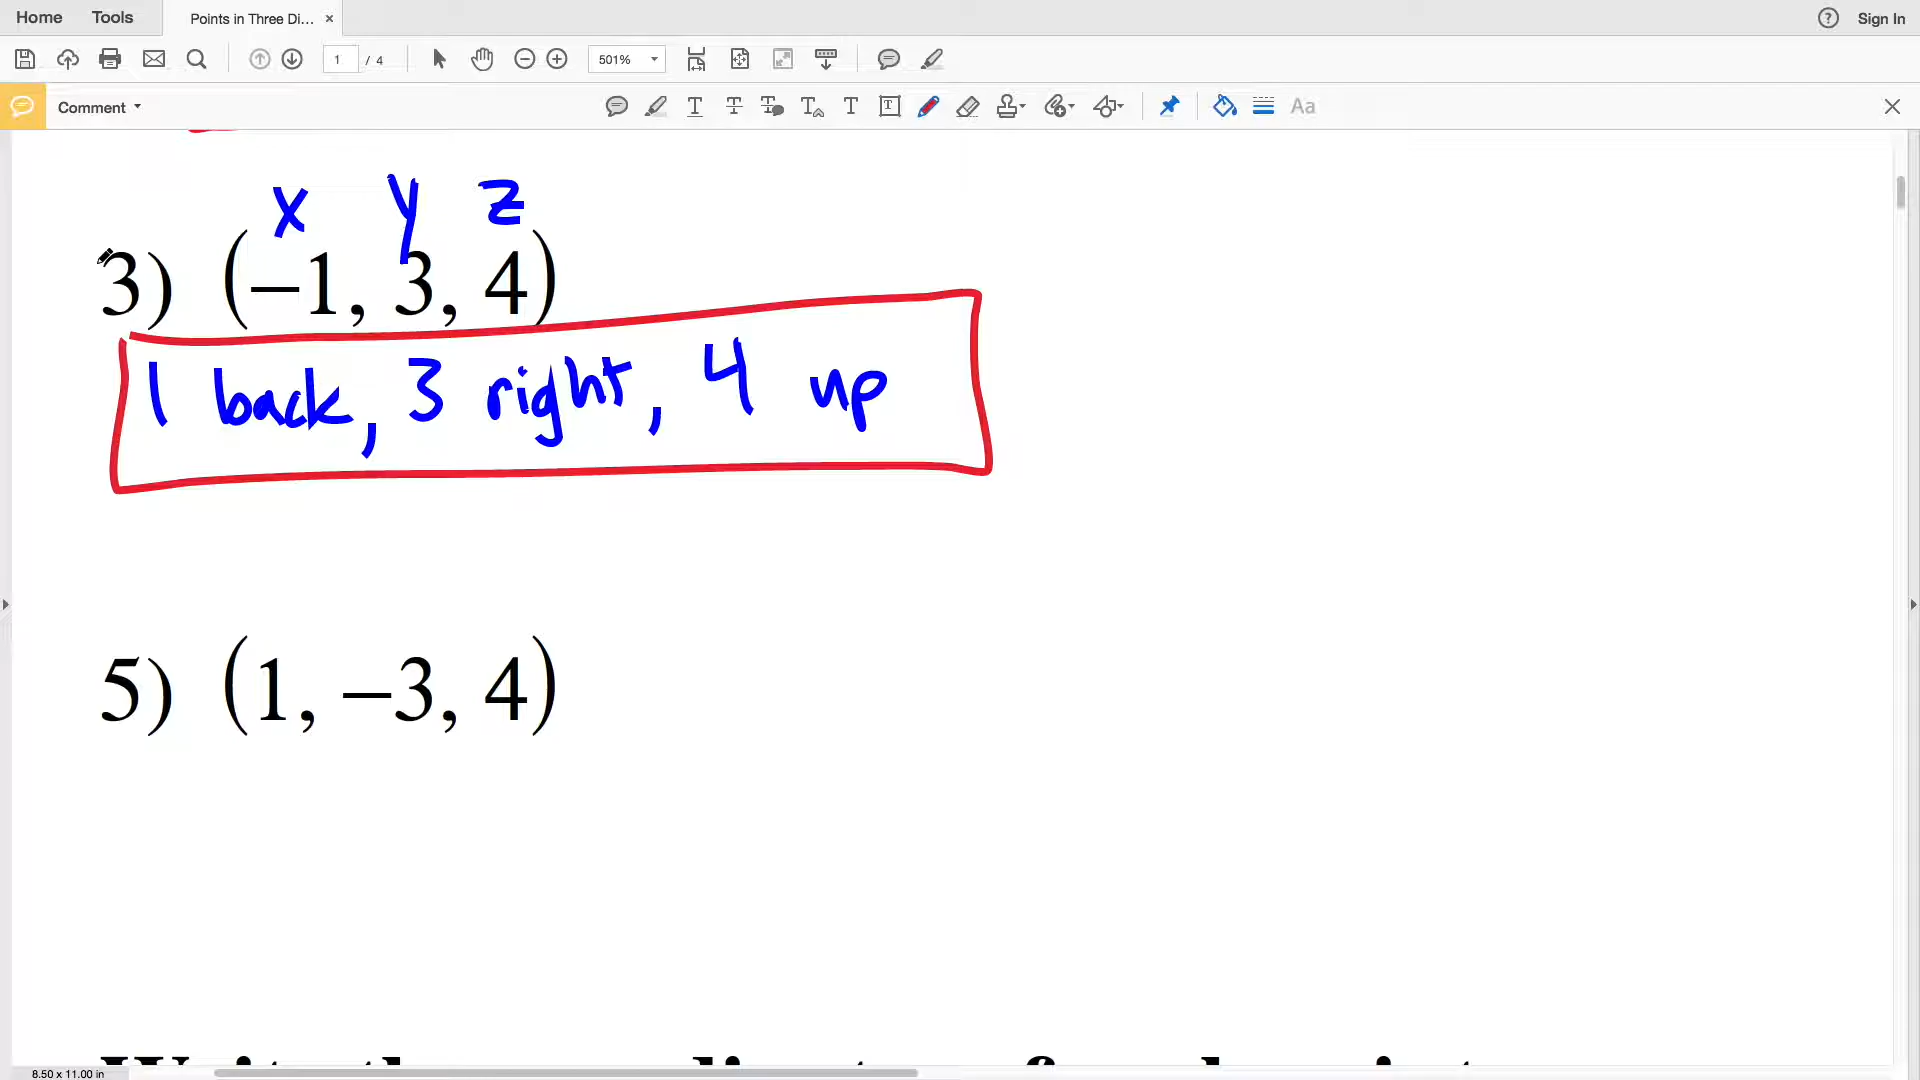 Home Tools Points in Three Di... × ? Sign In
1 / 4 501%
Comment Aa
x y z
3) (−1, 3, 4)
1 back, 3 right, 4 up
5) (1, −3, 4)
8.50 x 11.00 in